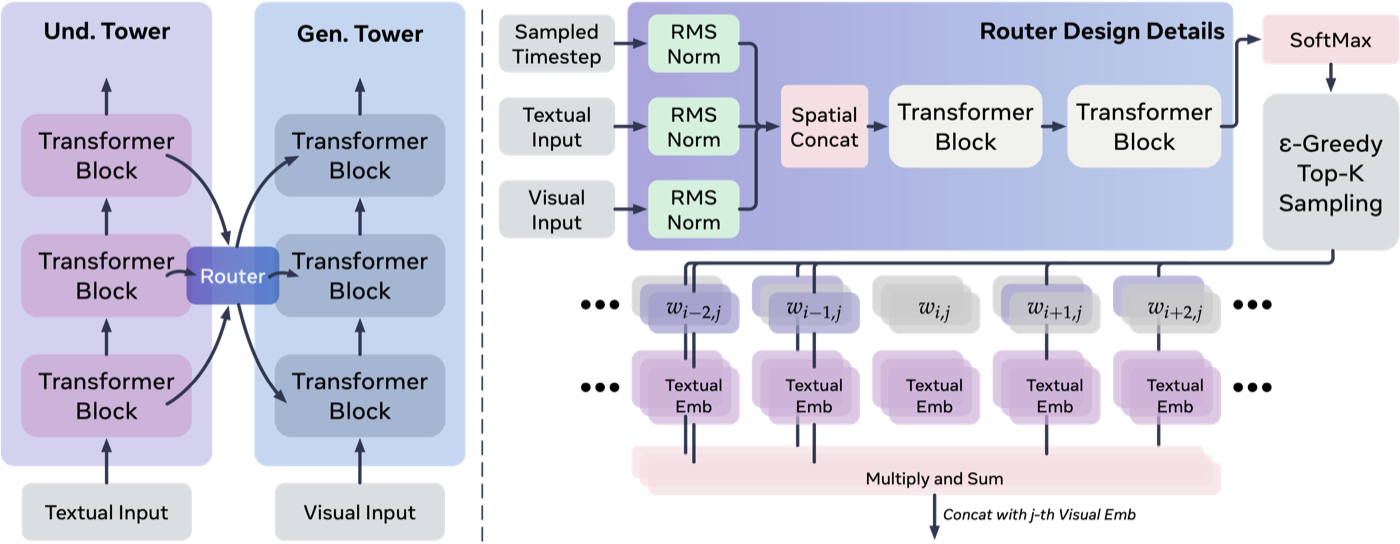 Und. Tower
Gen. Tower
Transformer
Block
Transformer
Block
Transformer
Block
Transformer
Block
Router
Transformer
Block
Transformer
Block
Textual Input
Visual Input
Router Design Details
Sampled
Timestep
RMS
Norm
Textual
Input
RMS
Norm
Visual
Input
RMS
Norm
Spatial
Concat
Transformer
Block
Transformer
Block
SoftMax
ε-Greedy
Top-K
Sampling
••• w_{i−2,j} w_{i−1,j} w_{i,j} w_{i+1,j} w_{i+2,j} •••
••• Textual
Emb
Textual
Emb
Textual
Emb
Textual
Emb
Textual
Emb •••
Multiply and Sum
Concat with j-th Visual Emb